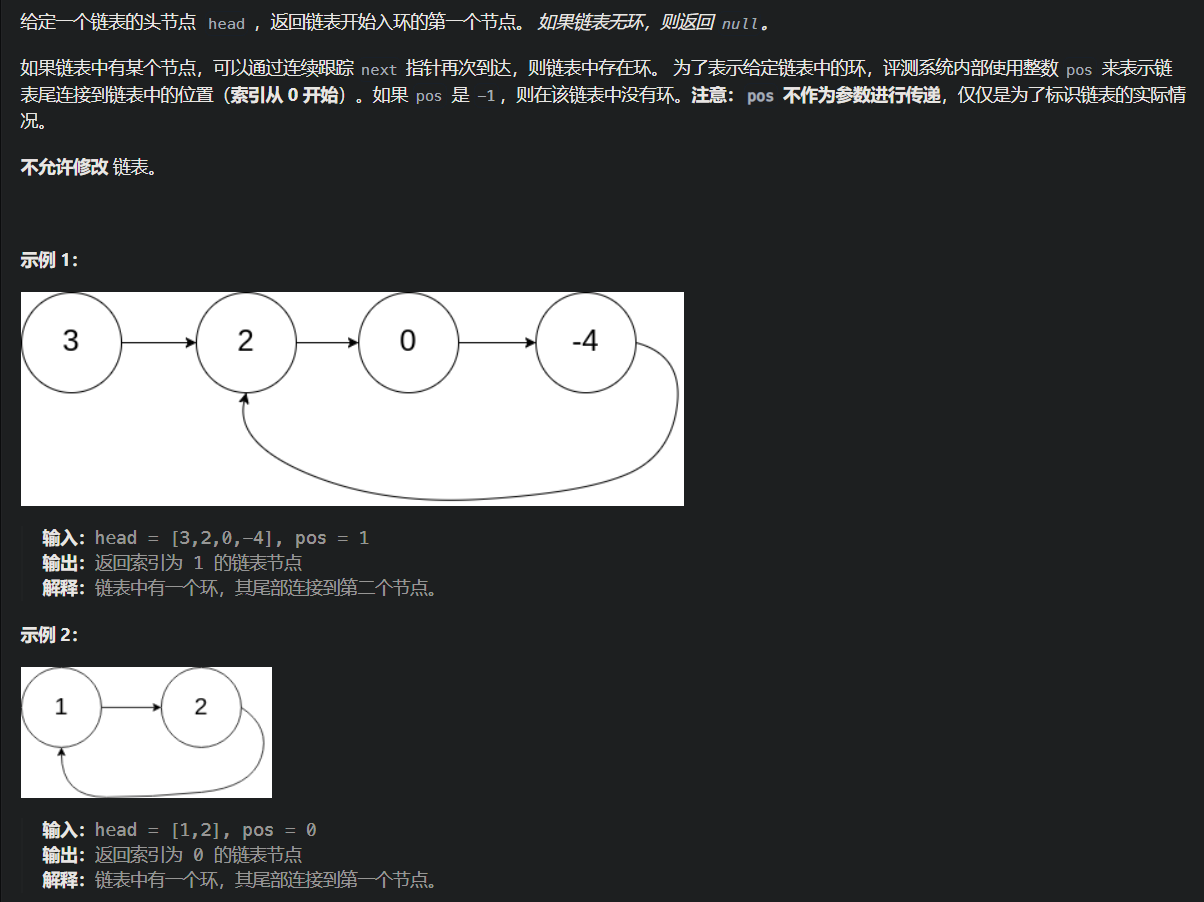 给定一个链表的头节点 head ，返回链表开始入环的第一个节点。 如果链表无环，则返回 null。
如果链表中有某个节点，可以通过连续跟踪 next 指针再次到达，则链表中存在环。 为了表示给定链表中的环，评测系统内部使用整数 pos 来表示链
表尾连接到链表中的位置（索引从 0 开始）。如果 pos 是 -1，则在该链表中没有环。注意：pos 不作为参数进行传递，仅仅是为了标识链表的实际情
况。
不允许修改 链表。
示例 1：
3 2 0 -4
输入：head = [3,2,0,-4], pos = 1
输出：返回索引为 1 的链表节点
解释：链表中有一个环，其尾部连接到第二个节点。
示例 2：
1 2
输入：head = [1,2], pos = 0
输出：返回索引为 0 的链表节点
解释：链表中有一个环，其尾部连接到第一个节点。